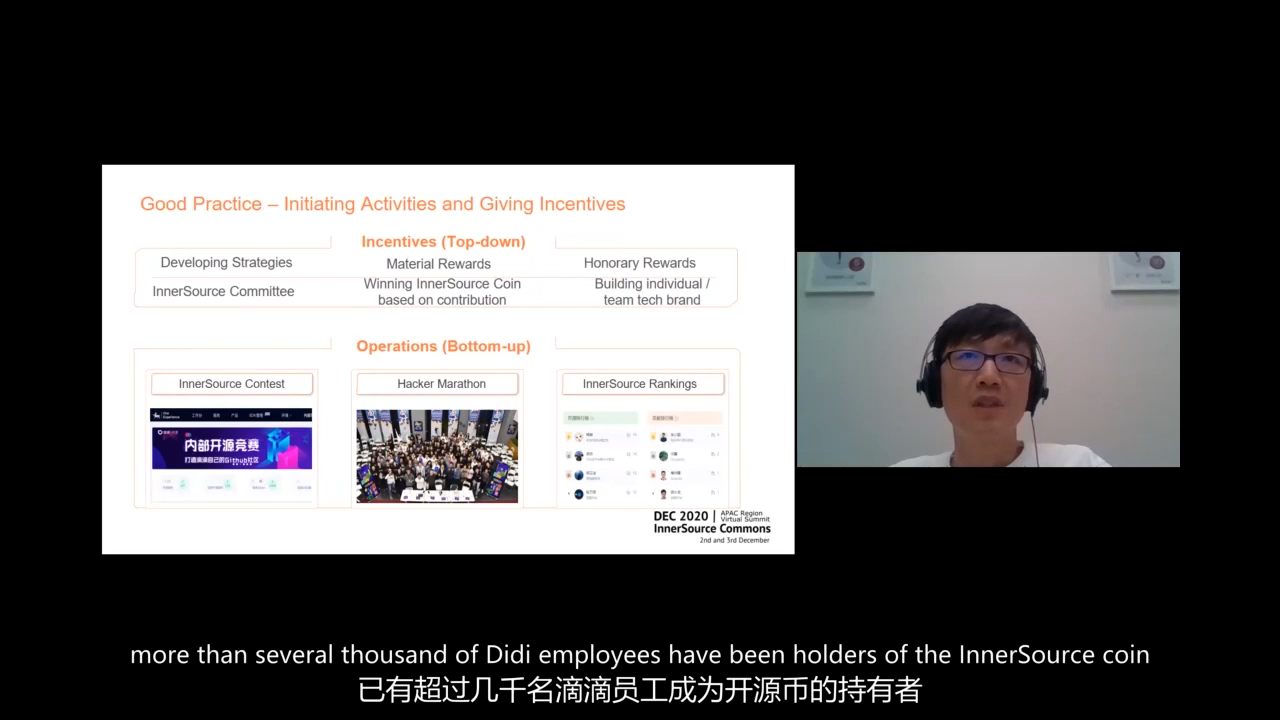 Good Practice – Initiating Activities and Giving Incentives
Incentives (Top-down)
Developing Strategies
Material Rewards
Honorary Rewards
InnerSource Committee
Winning InnerSource Coin
based on contribution
Building individual /
team tech brand
Operations (Bottom-up)
InnerSource Contest
Hacker Marathon
InnerSource Rankings
内部开源竞赛
DEC 2020 | APAC Region
Virtual Summit
InnerSource Commons
2nd and 3rd December
more than several thousand of Didi employees have been holders of the InnerSource coin
已有超过几千名滴滴员工成为开源币的持有者